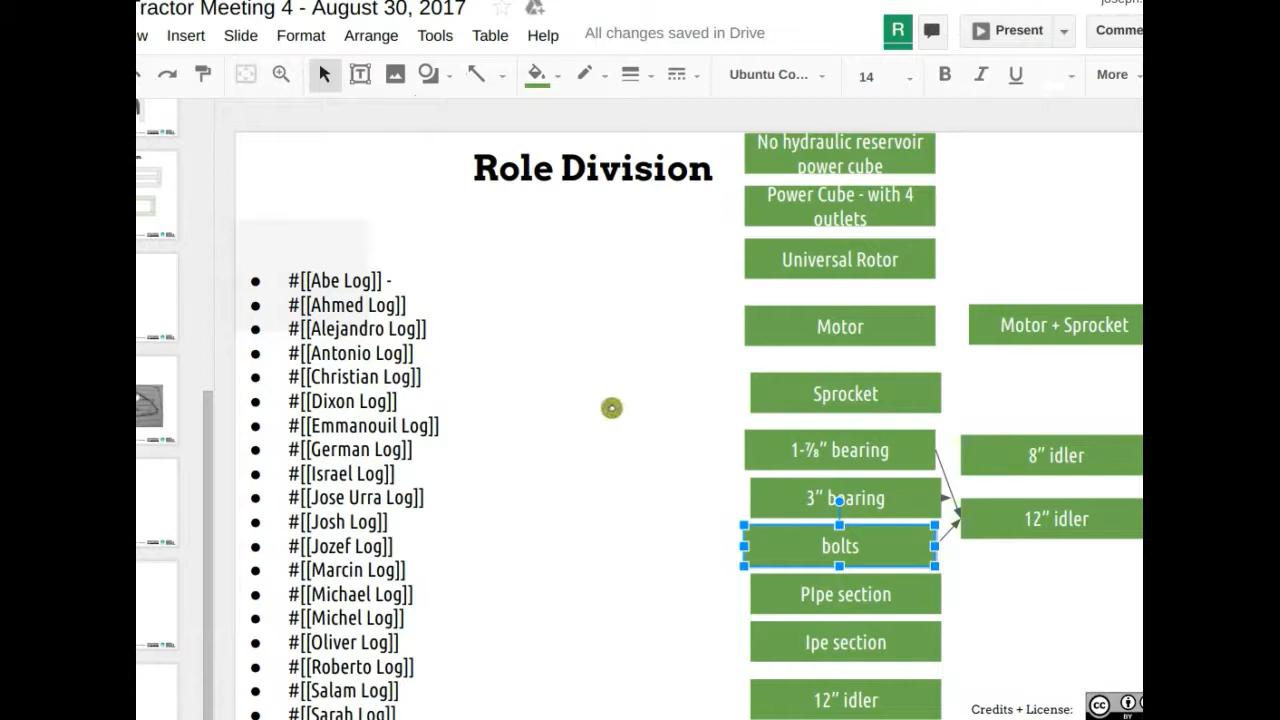 ractor Meeting 4 - August 30, 2017
Insert Slide Format Arrange Tools Table Help All changes saved in Drive
R
Present
Comme
Ubuntu Co...
14
B I U
More
Role Division
#[[Abe Log]] -
#[[Ahmed Log]]
#[[Alejandro Log]]
#[[Antonio Log]]
#[[Christian Log]]
#[[Dixon Log]]
#[[Emmanouil Log]]
#[[German Log]]
#[[Israel Log]]
#[[Jose Urra Log]]
#[[Josh Log]]
#[[Jozef Log]]
#[[Marcin Log]]
#[[Michael Log]]
#[[Michel Log]]
#[[Oliver Log]]
#[[Roberto Log]]
#[[Salam Log]]
#[[Sarah Log]]
No hydraulic reservoir
power cube
Power Cube - with 4
outlets
Universal Rotor
Motor
Motor + Sprocket
Sprocket
1-⅞” bearing
8” idler
3” bearing
12” idler
bolts
PIpe section
Ipe section
12” idler
Credits + License:
cc
BY